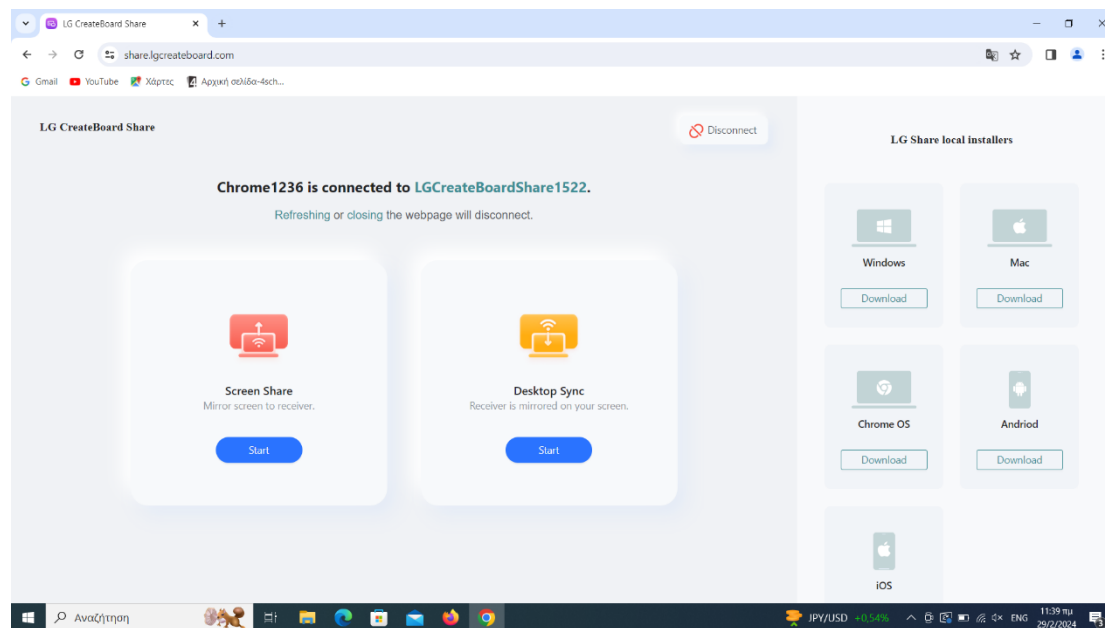 LG CreateBoard Share
share.lgcreateboard.com
Gmail YouTube Χάρτες Αρχική σελίδα-4sch...
LG CreateBoard Share
Disconnect
Chrome1236 is connected to LGCreateBoardShare1522.
Refreshing or closing the webpage will disconnect.
Screen Share
Mirror screen to receiver.
Start
Desktop Sync
Receiver is mirrored on your screen.
Start
LG Share local installers
Windows
Download
Mac
Download
Chrome OS
Download
Andriod
Download
iOS
Αναζήτηση
JPY/USD +0,54%
ENG
11:39 πμ
29/2/2024
3